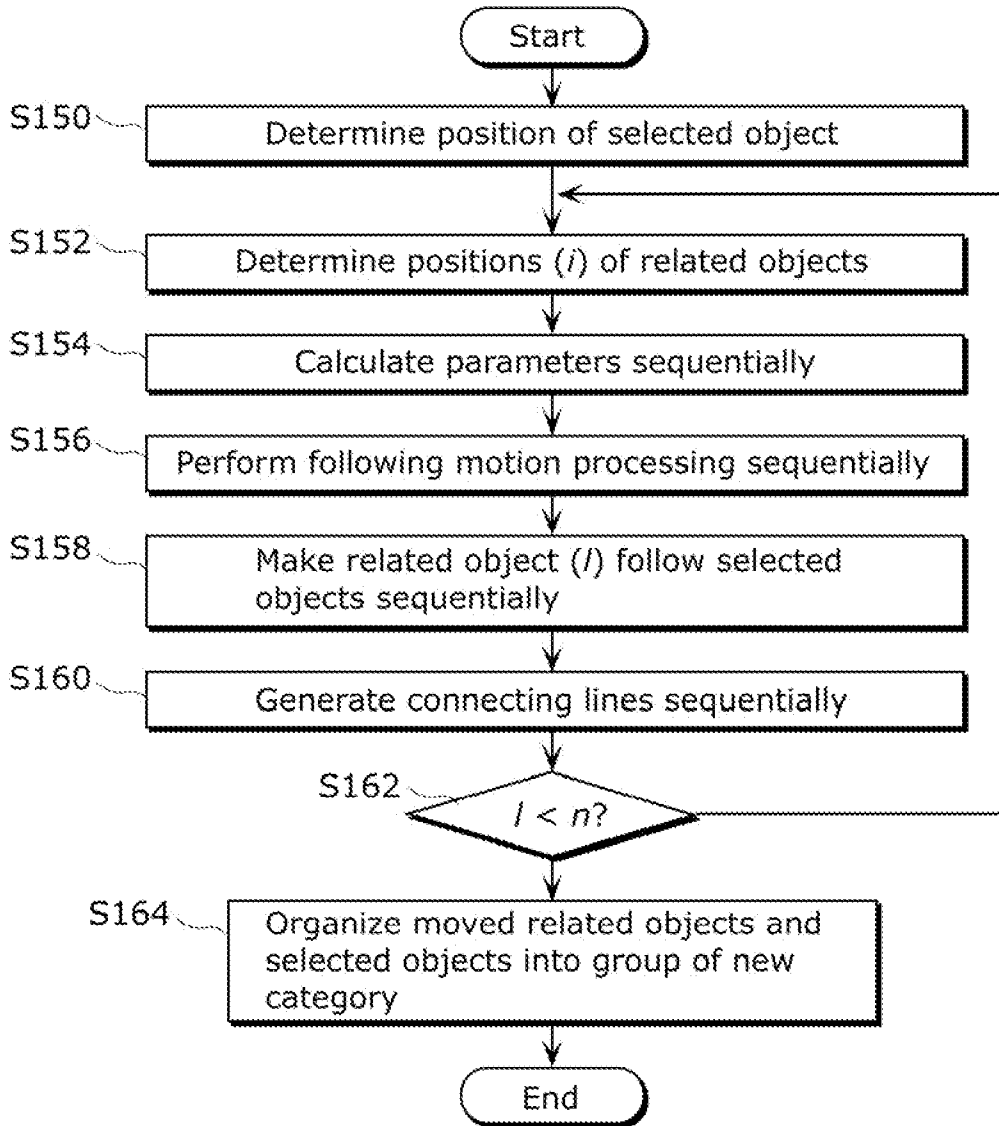 Start
S150
Determine position of selected object
S152
Determine positions (i) of related objects
S154
Calculate parameters sequentially
S156
Perform following motion processing sequentially
S158
Make related object (I) follow selected
objects sequentially
S160
Generate connecting lines sequentially
S162
I < n?
S164
Organize moved related objects and
selected objects into group of new
category
End